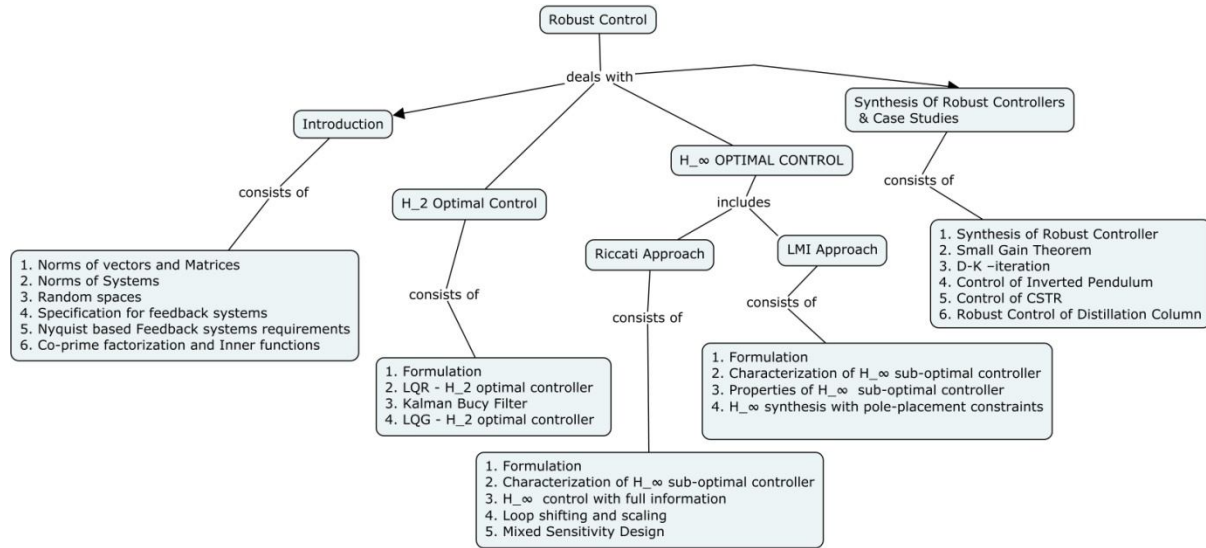 Robust Control
deals with
Introduction
consists of
1. Norms of vectors and Matrices
2. Norms of Systems
3. Random spaces
4. Specification for feedback systems
5. Nyquist based Feedback systems requirements
6. Co-prime factorization and Inner functions
H_2 Optimal Control
consists of
1. Formulation
2. LQR - H_2 optimal controller
3. Kalman Bucy Filter
4. LQG - H_2 optimal controller
H_∞ OPTIMAL CONTROL
includes
Riccati Approach
consists of
1. Formulation
2. Characterization of H_∞ sub-optimal controller
3. H_∞ control with full information
4. Loop shifting and scaling
5. Mixed Sensitivity Design
LMI Approach
consists of
1. Formulation
2. Characterization of H_∞ sub-optimal controller
3. Properties of H_∞ sub-optimal controller
4. H_∞ synthesis with pole-placement constraints
Synthesis Of Robust Controllers
& Case Studies
consists of
1. Synthesis of Robust Controller
2. Small Gain Theorem
3. D-K –iteration
4. Control of Inverted Pendulum
5. Control of CSTR
6. Robust Control of Distillation Column